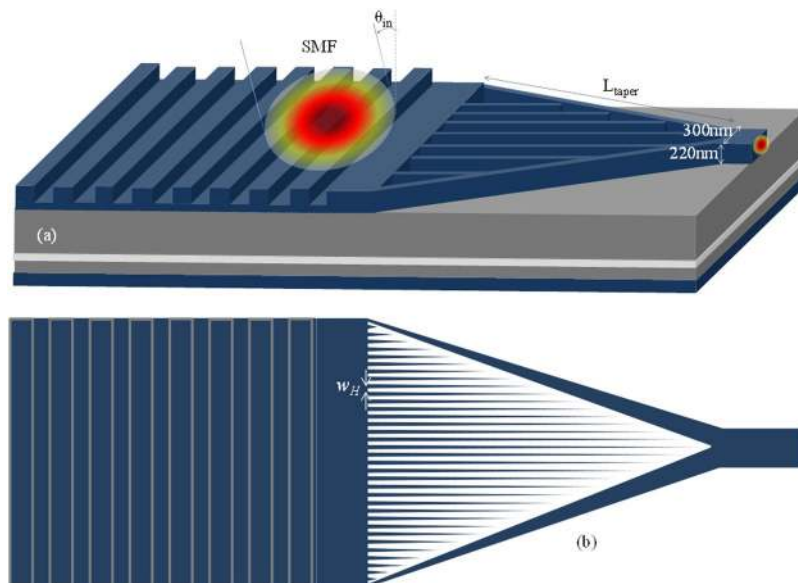 θin
SMF
Ltaper
300nm
220nm
(a)
wH
(b)